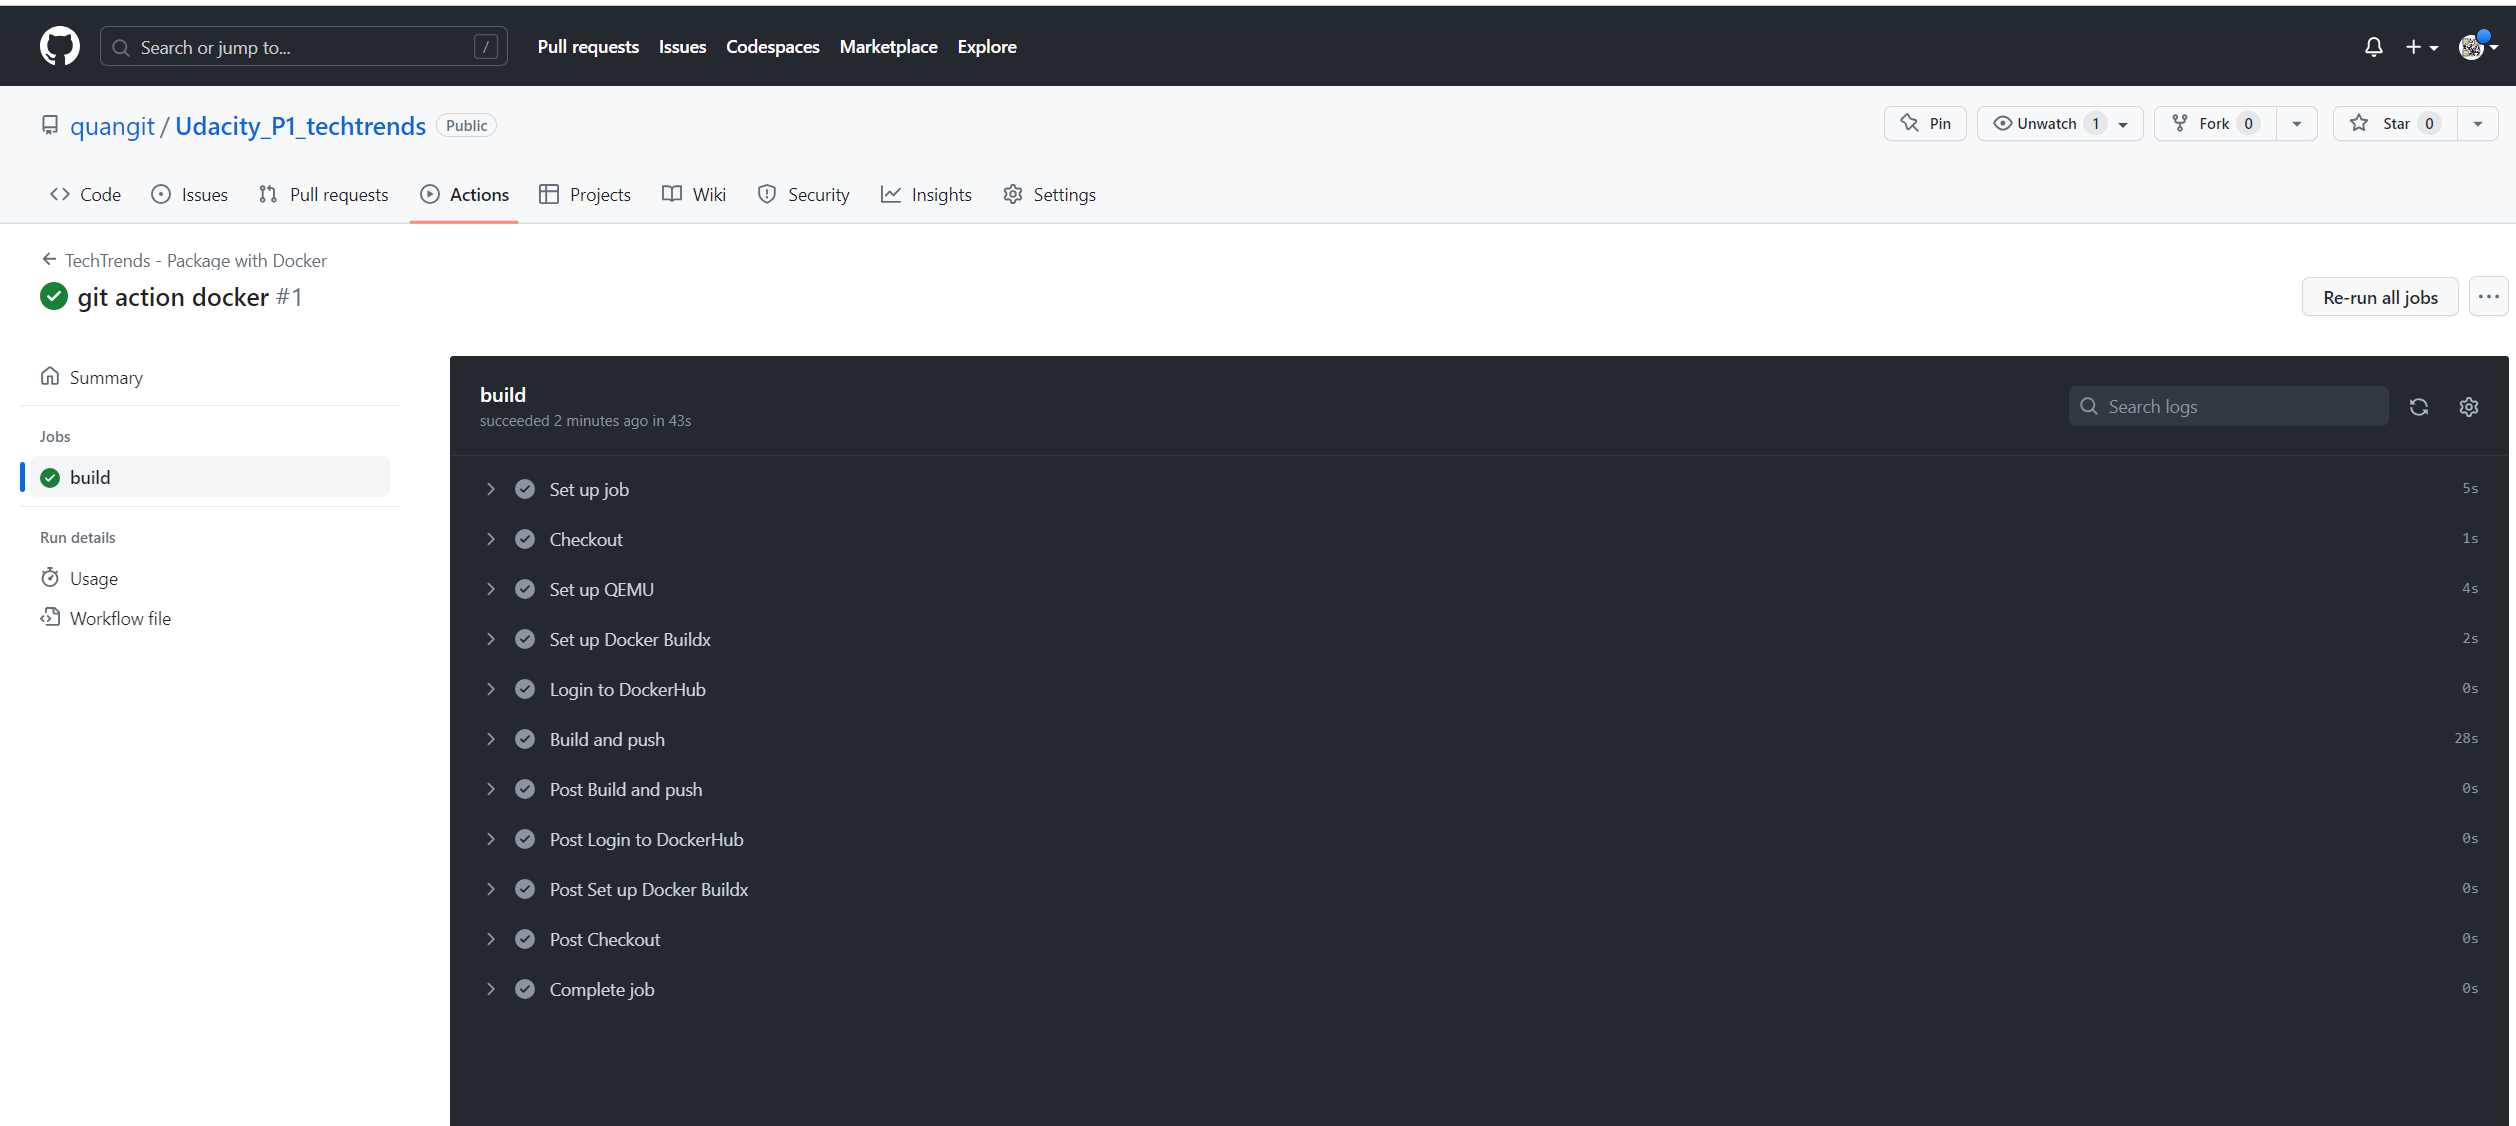 Search or jump to... / Pull requests Issues Codespaces Marketplace Explore
quangit / Udacity_P1_techtrends Public Pin Unwatch 1 Fork 0 Star 0
Code Issues Pull requests Actions Projects Wiki Security Insights Settings
TechTrends - Package with Docker
git action docker #1 Re-run all jobs
Summary
Jobs
build
Run details
Usage
Workflow file
build
succeeded 2 minutes ago in 43s
Search logs
Set up job 5s
Checkout 1s
Set up QEMU 4s
Set up Docker Buildx 2s
Login to DockerHub 0s
Build and push 28s
Post Build and push 0s
Post Login to DockerHub 0s
Post Set up Docker Buildx 0s
Post Checkout 0s
Complete job 0s